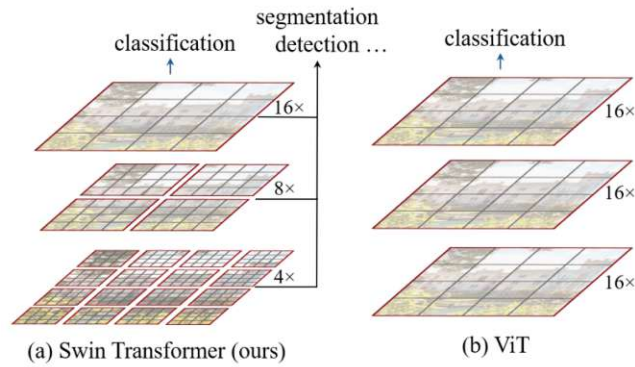 segmentation
classification
detection ...
classification
16×
16×
8×
16×
4×
16×
(a) Swin Transformer (ours)
(b) ViT